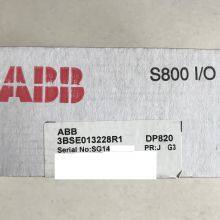 ABB
S800 I/O
ABB
3BSE013228R1 DP820
Serial No:SG14 PR:J G3